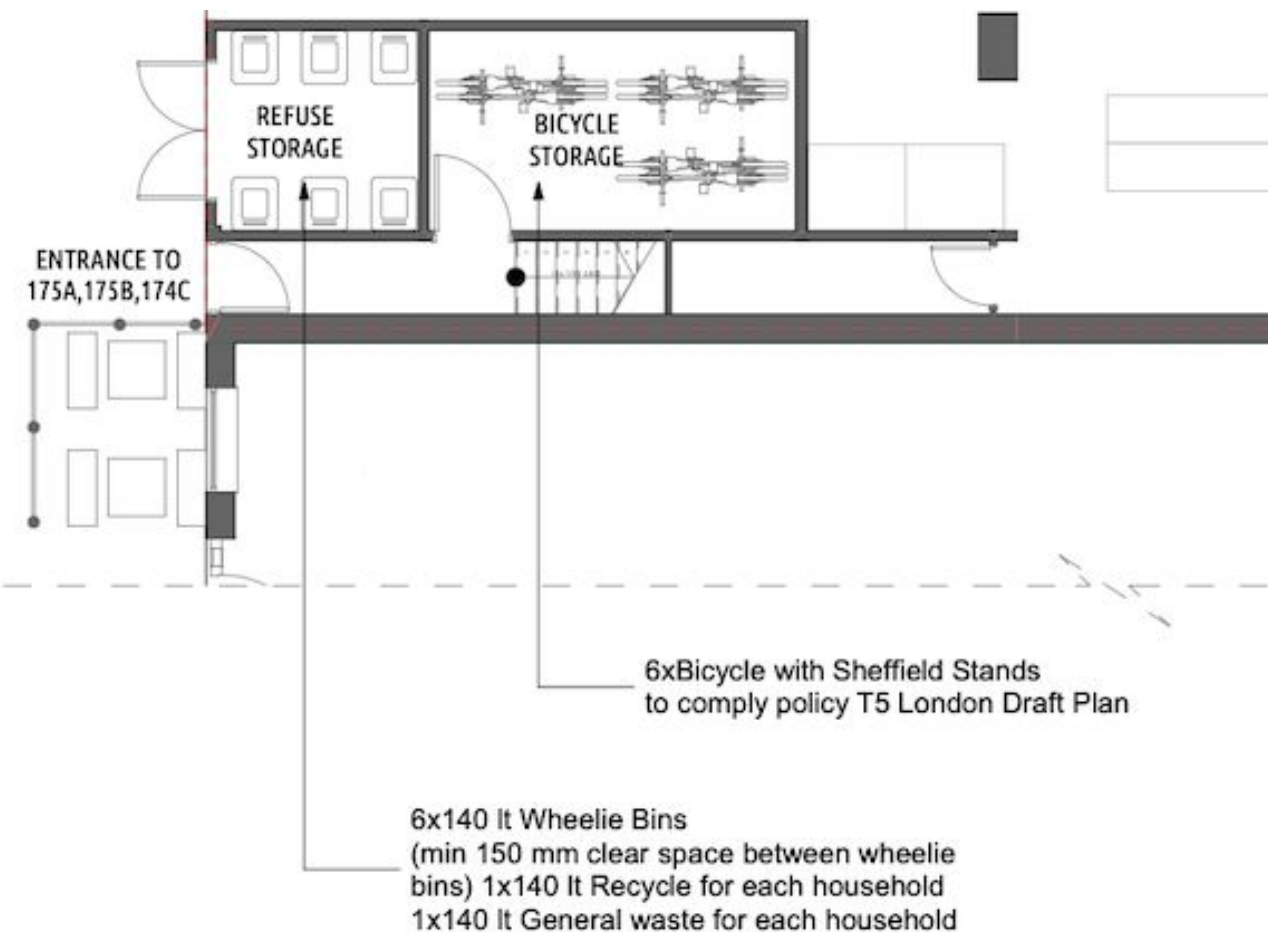 REFUSE
STORAGE
BICYCLE
STORAGE
ENTRANCE TO
175A,175B,174C
6xBicycle with Sheffield Stands
to comply policy T5 London Draft Plan
6x140 lt Wheelie Bins
(min 150 mm clear space between wheelie
bins) 1x140 lt Recycle for each household
1x140 lt General waste for each household